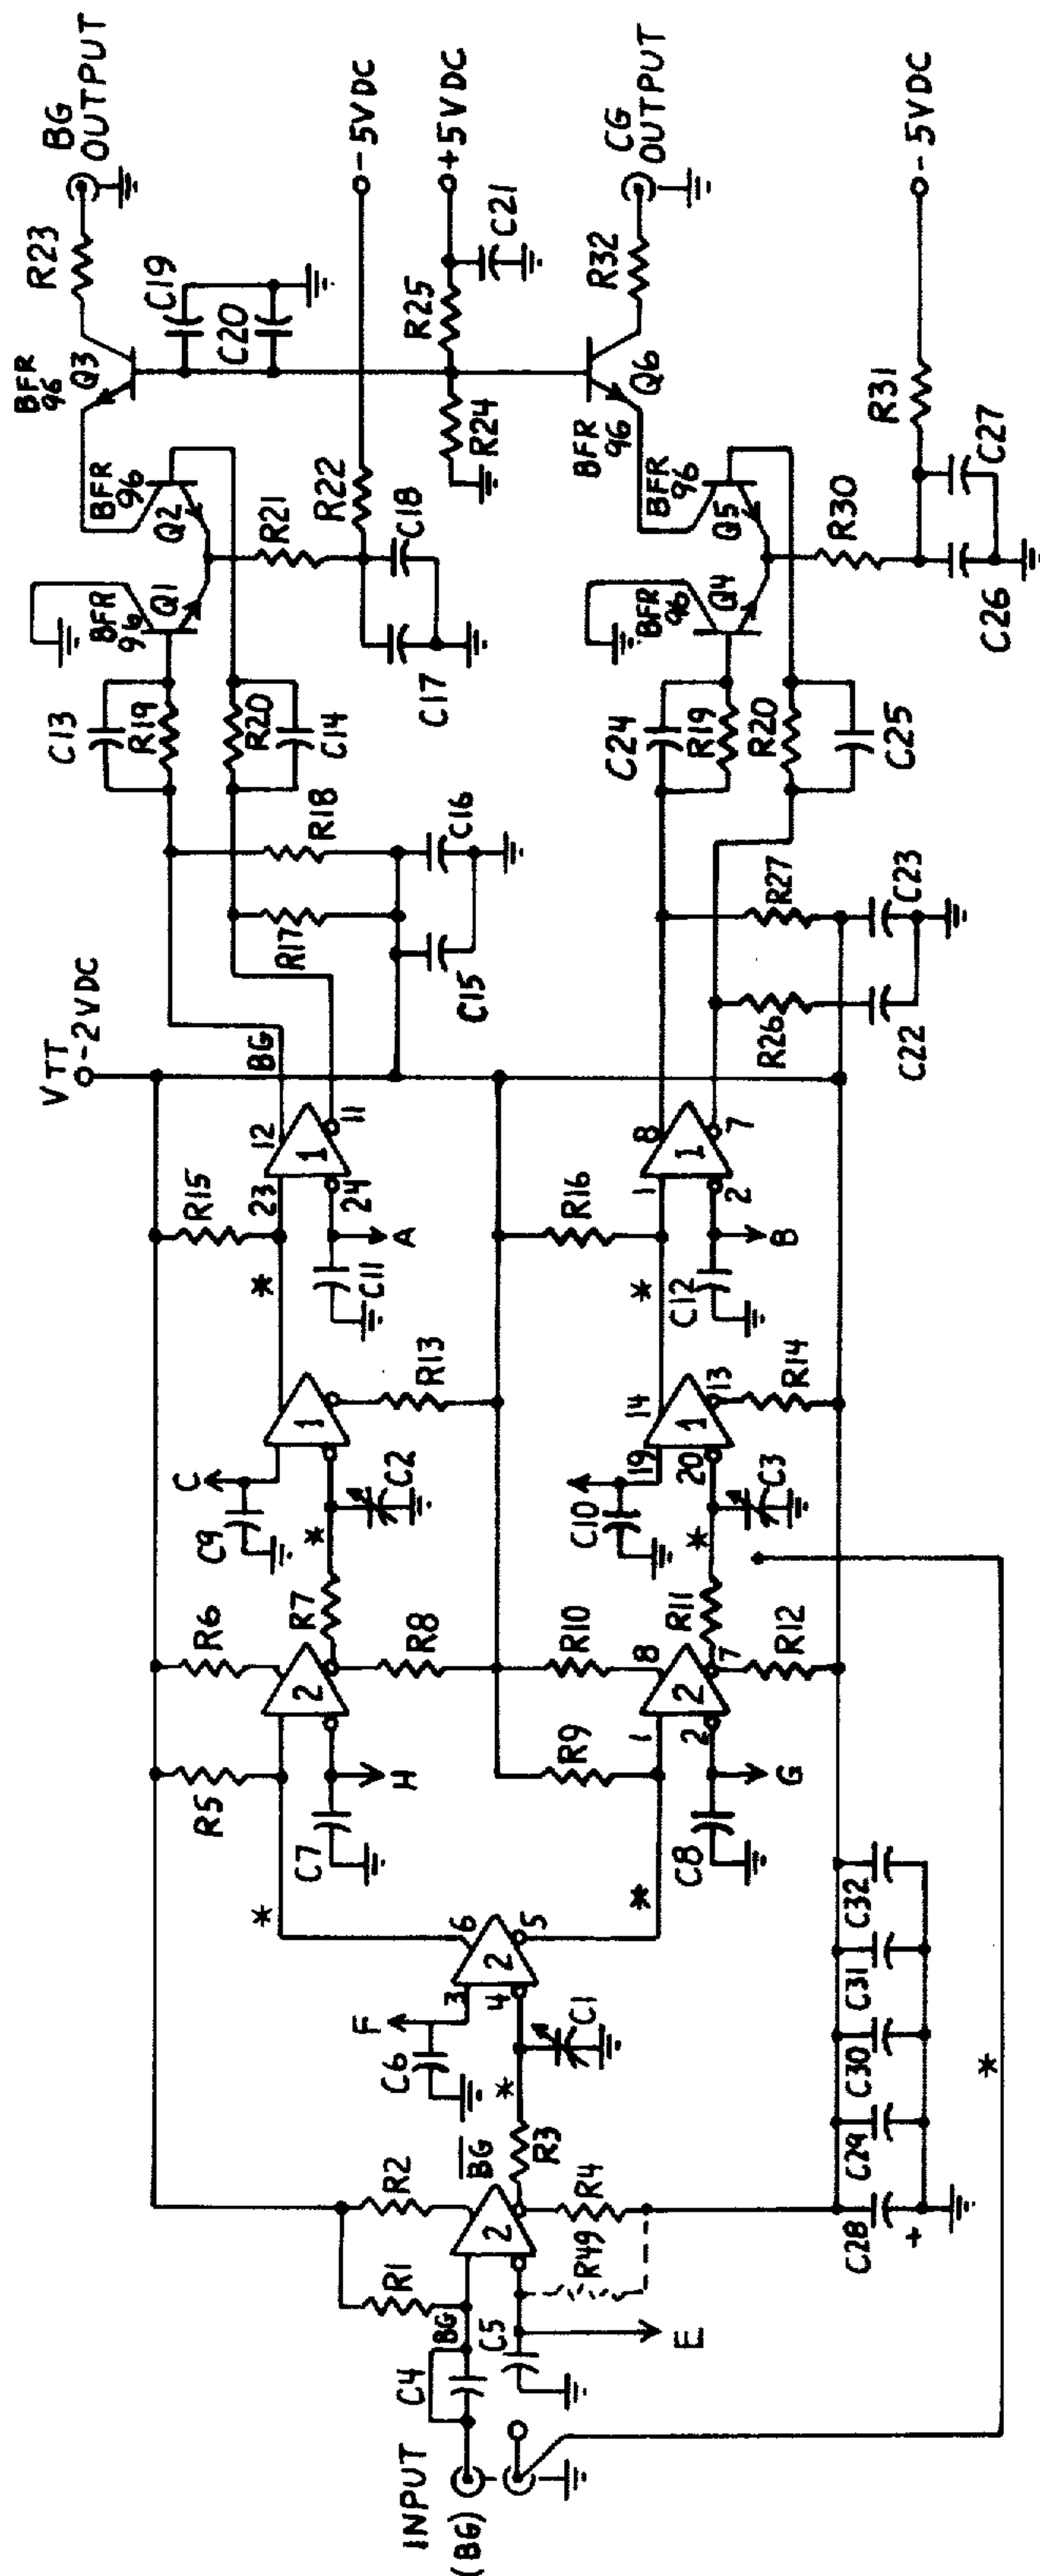 INPUT
(BG)
C4
BG
R1
R2
C5
E
R49
R4
2
BG
R3
*
C1
F
C6
3
4
2
6
5
*
*
R5
R6
C7
H
2
R7
R8
*
C2
R9
R10
1
2
8
7
2
C8
G
R11
R12
*
C3
C
C9
1
R13
C10
19
20
1
14
13
R14
*
*
R15
R16
23
24
1
12
11
BG
C11
A
C12
B
1
2
1
8
7
VTT
-2VDC
R17
R18
C15
C16
R26
R27
C22
C23
C13
R19
R20
C14
C24
R19
R20
C25
BFR
96
Q1
BFR
96
Q2
BFR
96
Q3
R21
R22
C17
C18
C19
C20
R23
BG
OUTPUT
-5VDC
+5VDC
R24
R25
C21
BFR
96
Q4
BFR
96
Q5
BFR
96
Q6
R30
R31
C26
C27
R32
CG
OUTPUT
-5VDC
C28
+
C29
C30
C31
C32
*